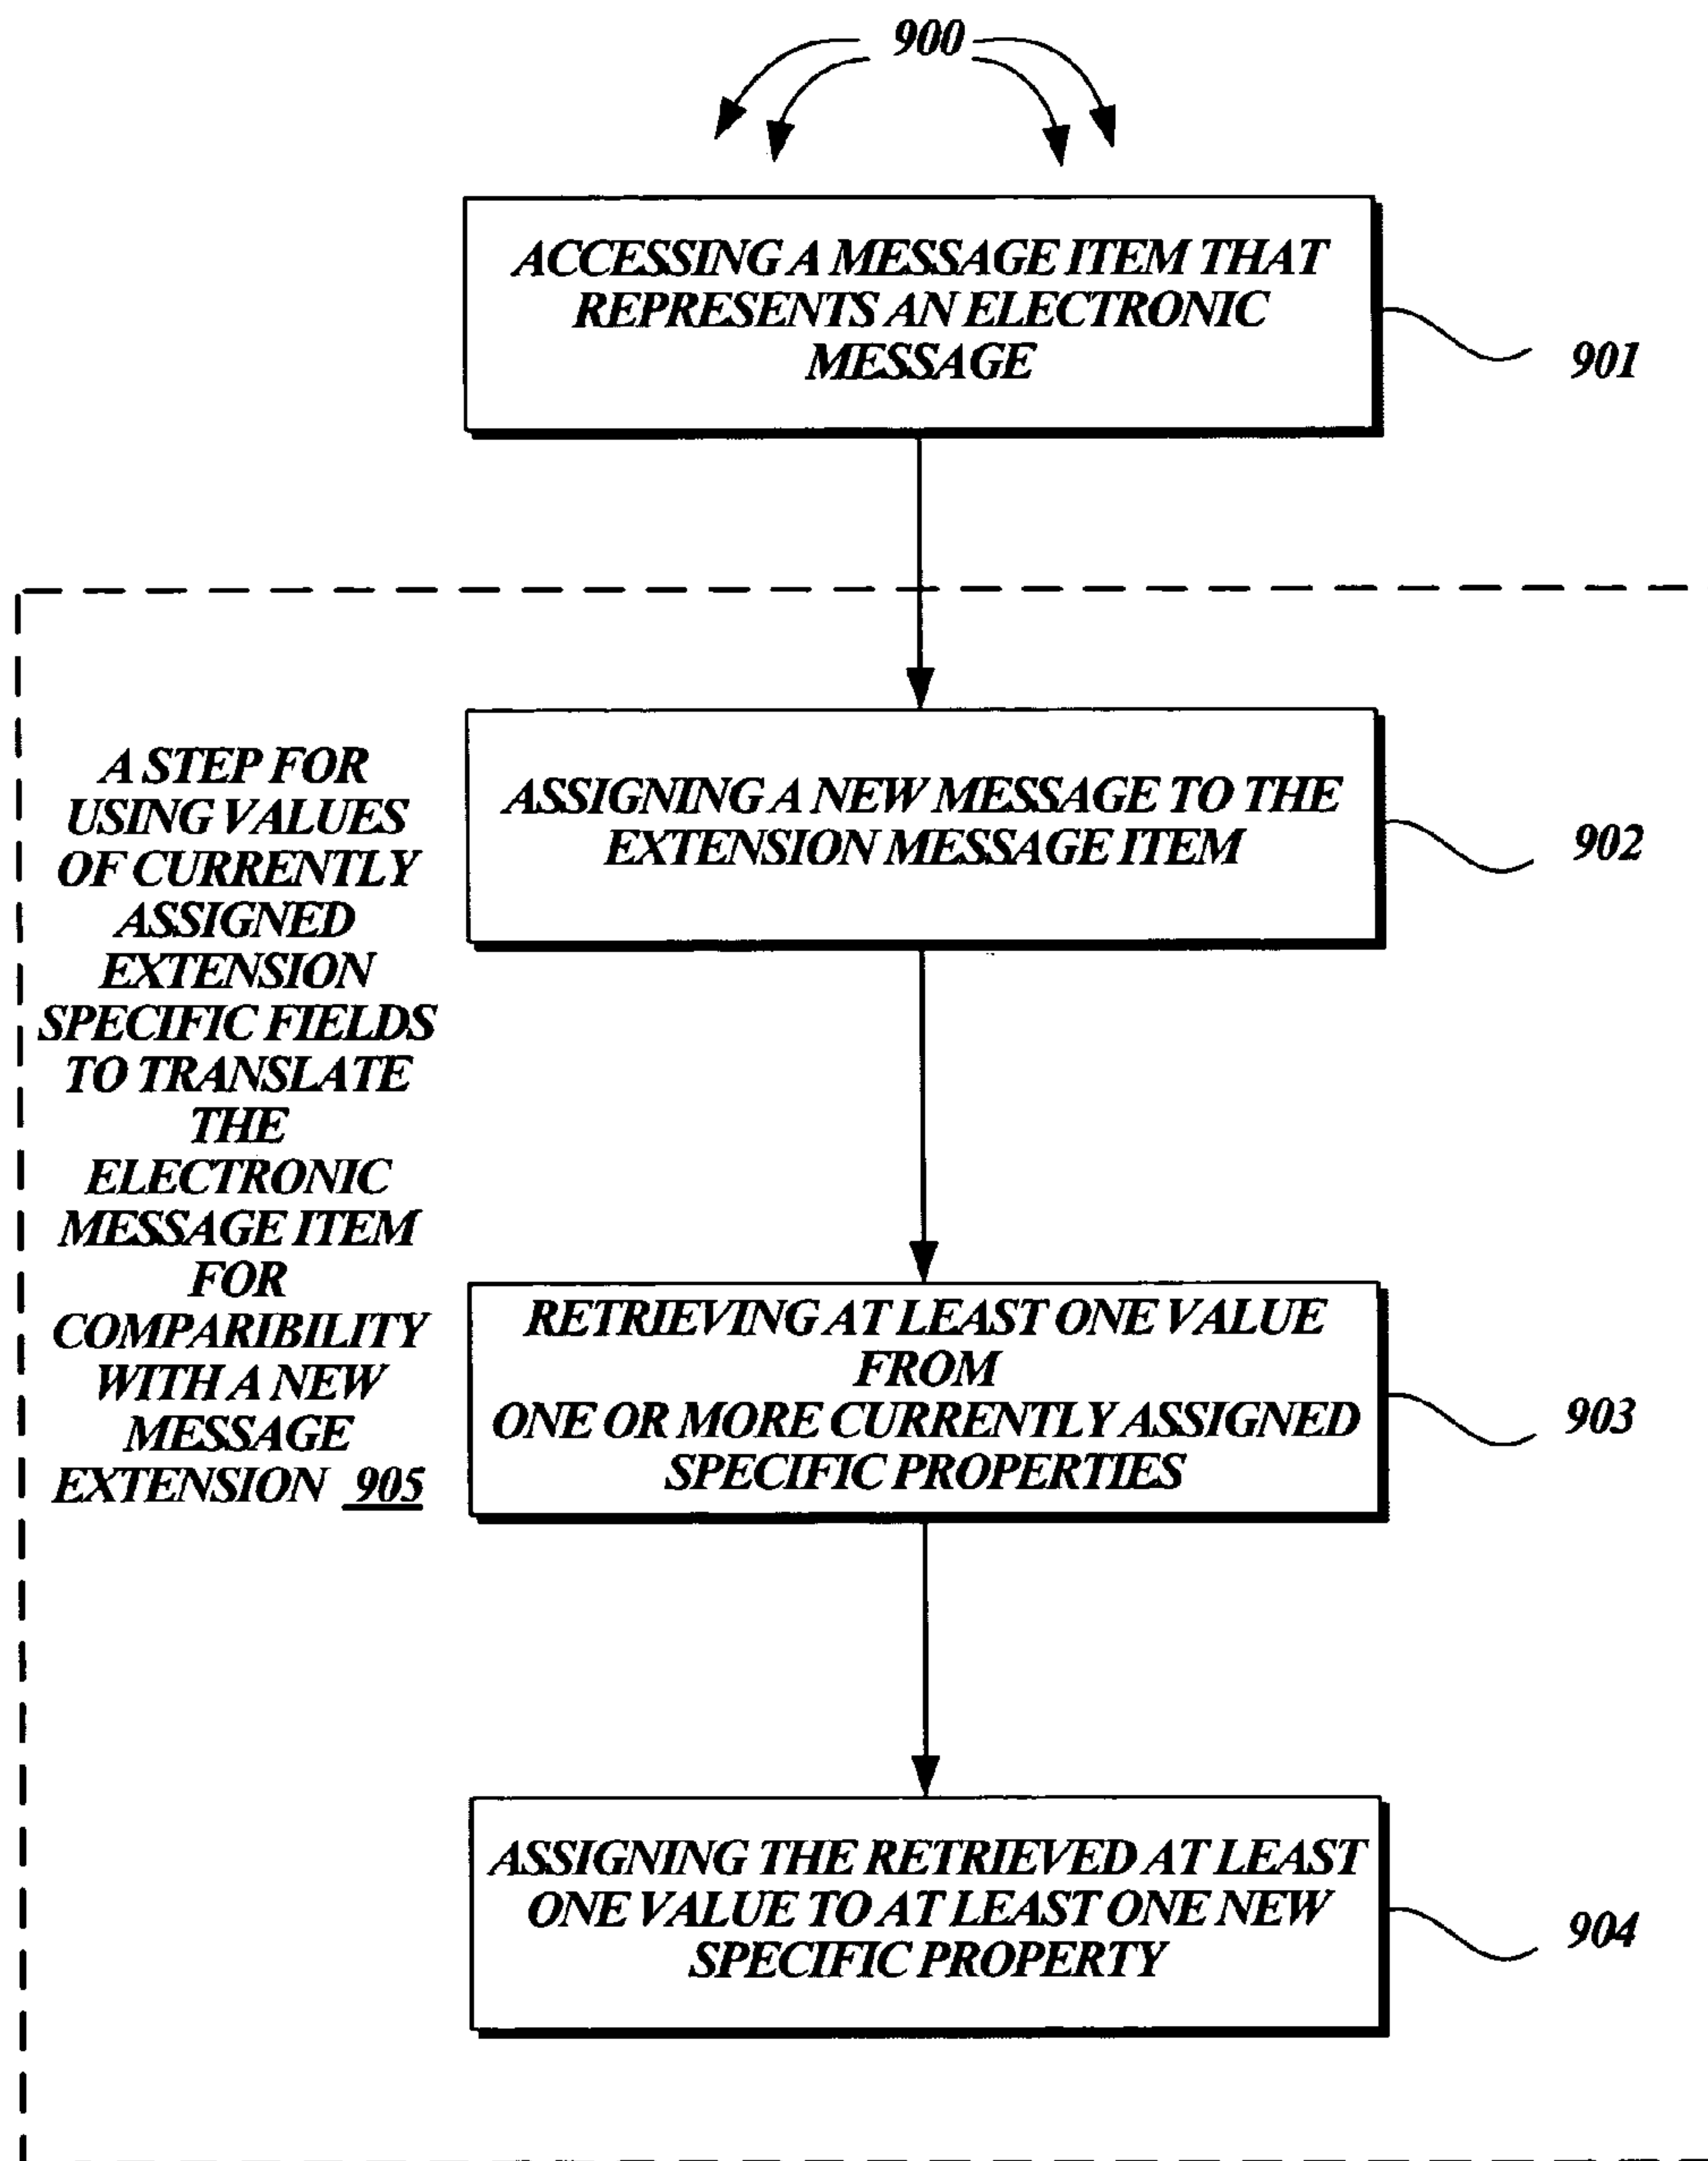 900
ACCESSING A MESSAGE ITEM THAT
REPRESENTS AN ELECTRONIC
MESSAGE
901
A STEP FOR
USING VALUES
OF CURRENTLY
ASSIGNED
EXTENSION
SPECIFIC FIELDS
TO TRANSLATE
THE
ELECTRONIC
MESSAGE ITEM
FOR
COMPARIBILITY
WITH A NEW
MESSAGE
EXTENSION 905
ASSIGNING A NEW MESSAGE TO THE
EXTENSION MESSAGE ITEM
902
RETRIEVING AT LEAST ONE VALUE
FROM
ONE OR MORE CURRENTLY ASSIGNED
SPECIFIC PROPERTIES
903
ASSIGNING THE RETRIEVED AT LEAST
ONE VALUE TO AT LEAST ONE NEW
SPECIFIC PROPERTY
904